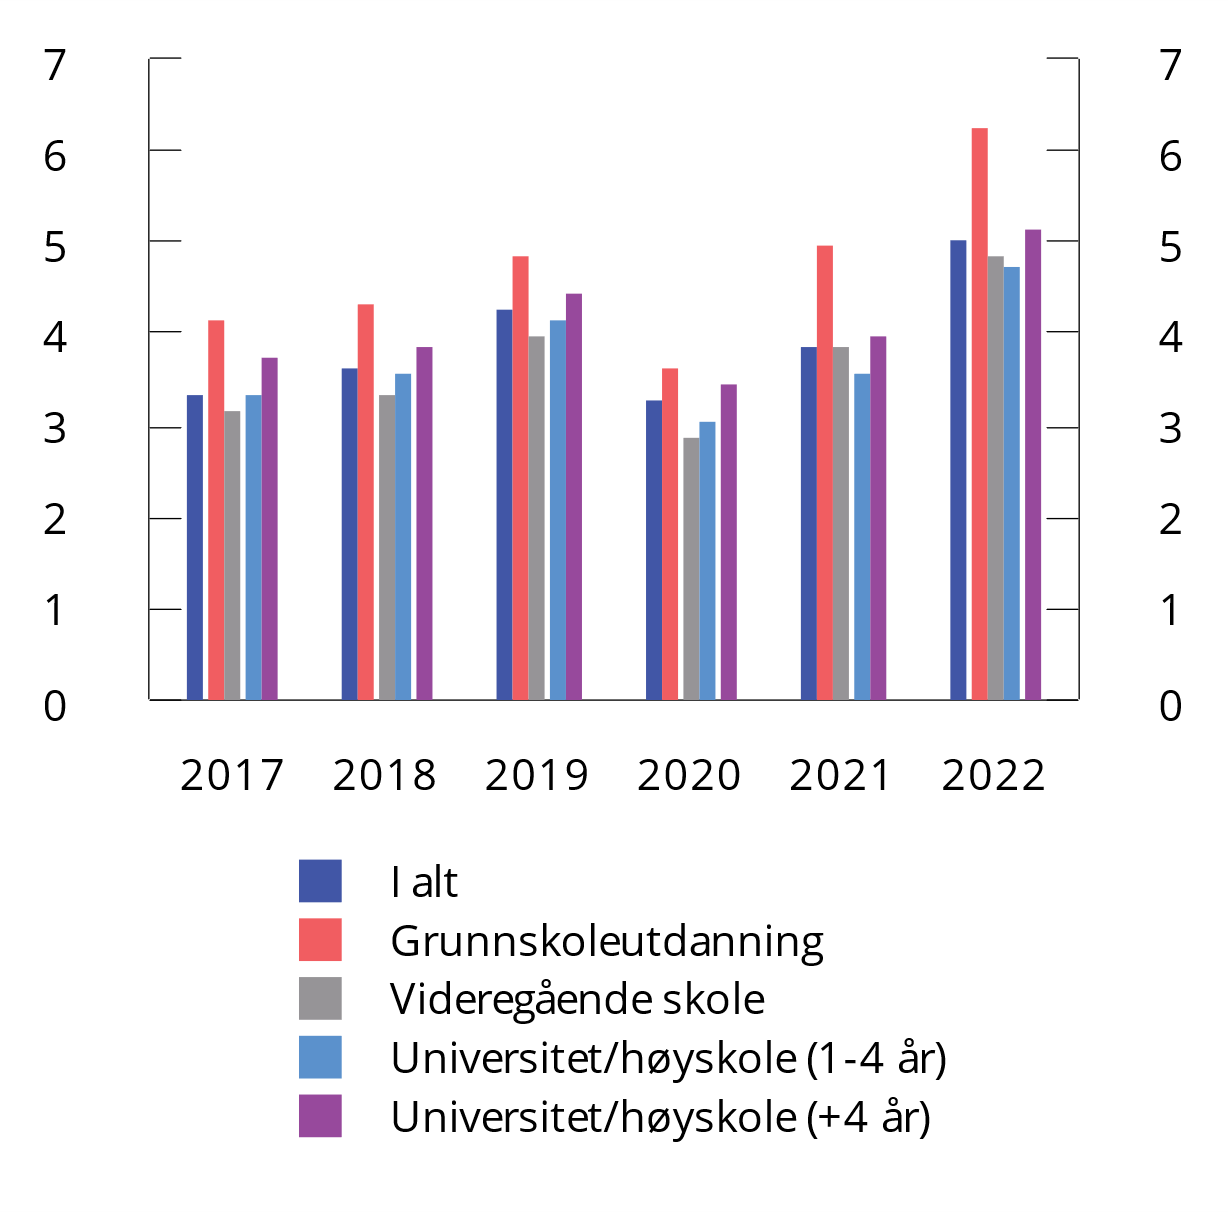 7 7
6 6
5 5
4 4
3 3
2 2
1 1
0 0
2017 2018 2019 2020 2021 2022
I alt
Grunnskoleutdanning
Videregående skole
Universitet/høyskole (1-4 år)
Universitet/høyskole (+4 år)